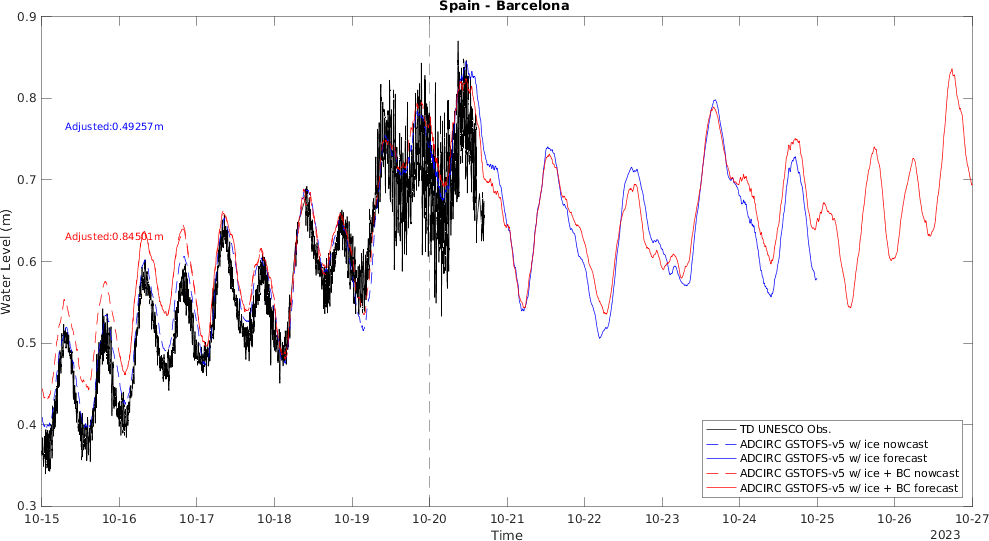 Spain - Barcelona
0.9
0.8
0.7
0.6
0.5
0.4
0.3
Water Level (m)
Adjusted:0.49257m
Adjusted:0.84501m
TD UNESCO Obs.
ADCIRC GSTOFS-v5 w/ ice nowcast
ADCIRC GSTOFS-v5 w/ ice forecast
ADCIRC GSTOFS-v5 w/ ice + BC nowcast
ADCIRC GSTOFS-v5 w/ ice + BC forecast
10-15 10-16 10-17 10-18 10-19 10-20 10-21 10-22 10-23 10-24 10-25 10-26 10-27
Time
2023